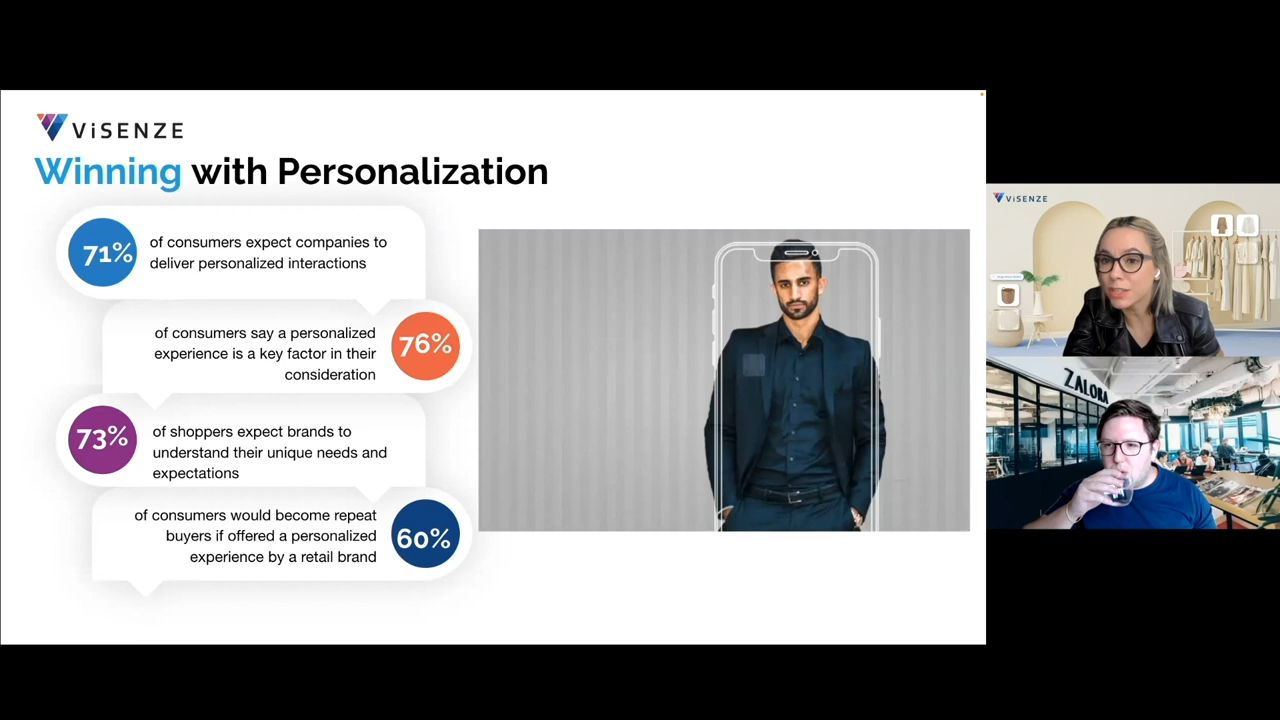 ViSENZE
Winning with Personalization
71%
of consumers expect companies to
deliver personalized interactions
of consumers say a personalized
experience is a key factor in their
consideration
76%
73%
of shoppers expect brands to
understand their unique needs and
expectations
of consumers would become repeat
buyers if offered a personalized
experience by a retail brand
60%
ViSENZE
ZALORA